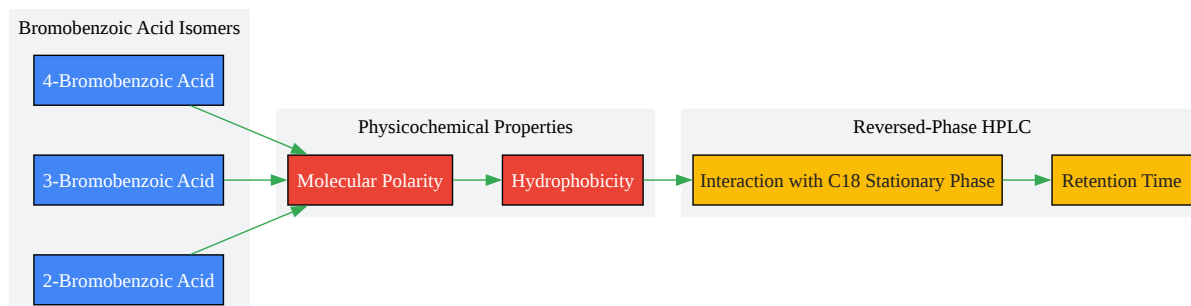 Bromobenzoic Acid Isomers
4-Bromobenzoic Acid
3-Bromobenzoic Acid
2-Bromobenzoic Acid
Physicochemical Properties
Molecular Polarity
Hydrophobicity
Reversed-Phase HPLC
Interaction with C18 Stationary Phase
Retention Time